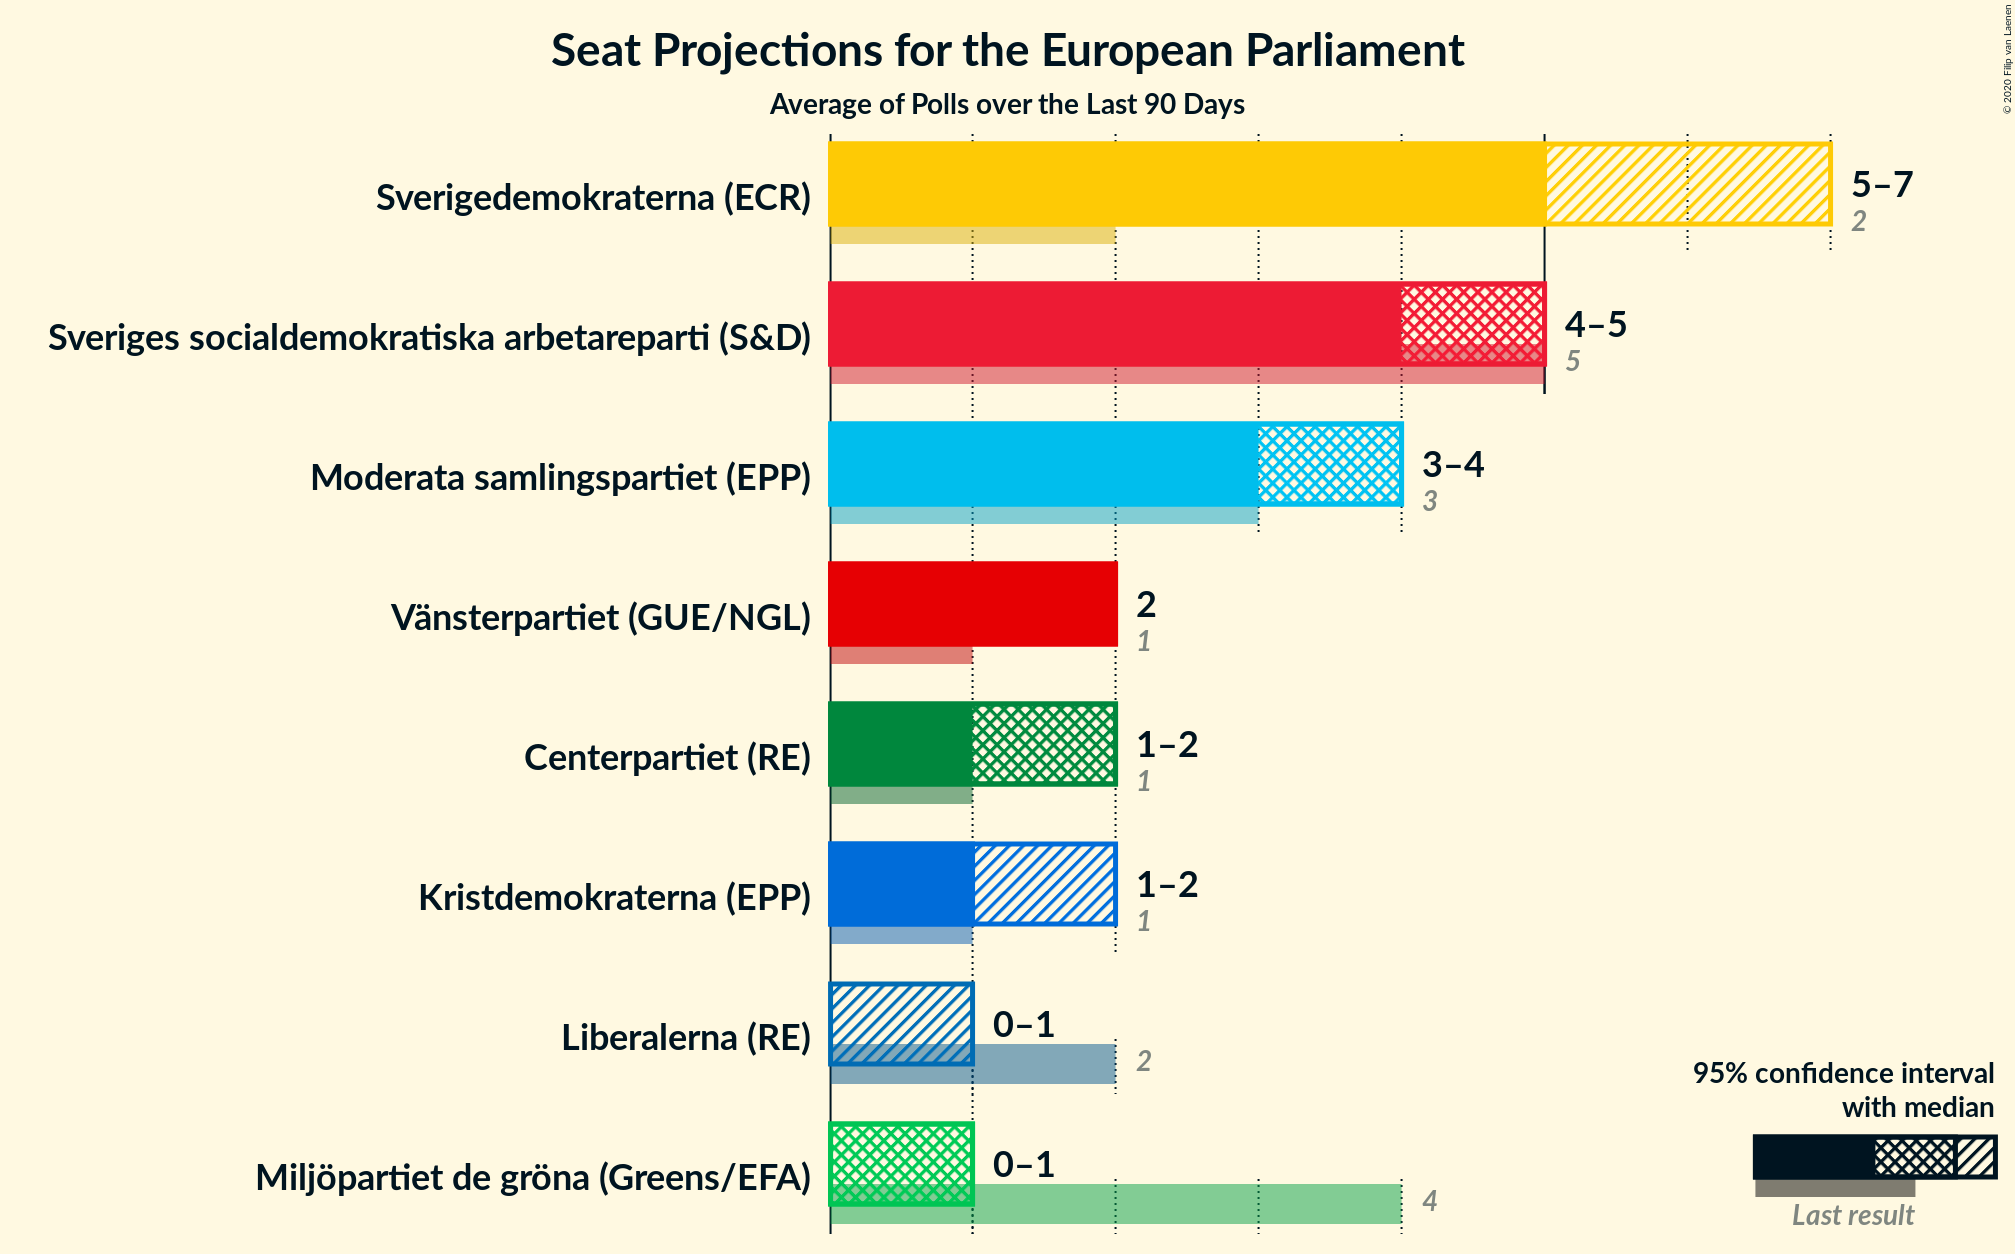 Seat Projections for the European Parliament
Average of Polls over the Last 90 Days
© 2020 Filip van Laenen
Sverigedemokraterna (ECR)
5–7
2
Sveriges socialdemokratiska arbetareparti (S&D)
4–5
5
Moderata samlingspartiet (EPP)
3–4
3
Vänsterpartiet (GUE/NGL)
2
1
Centerpartiet (RE)
1–2
1
Kristdemokraterna (EPP)
1–2
1
Liberalerna (RE)
0–1
2
Miljöpartiet de gröna (Greens/EFA)
0–1
4
95% confidence interval
with median
Last result